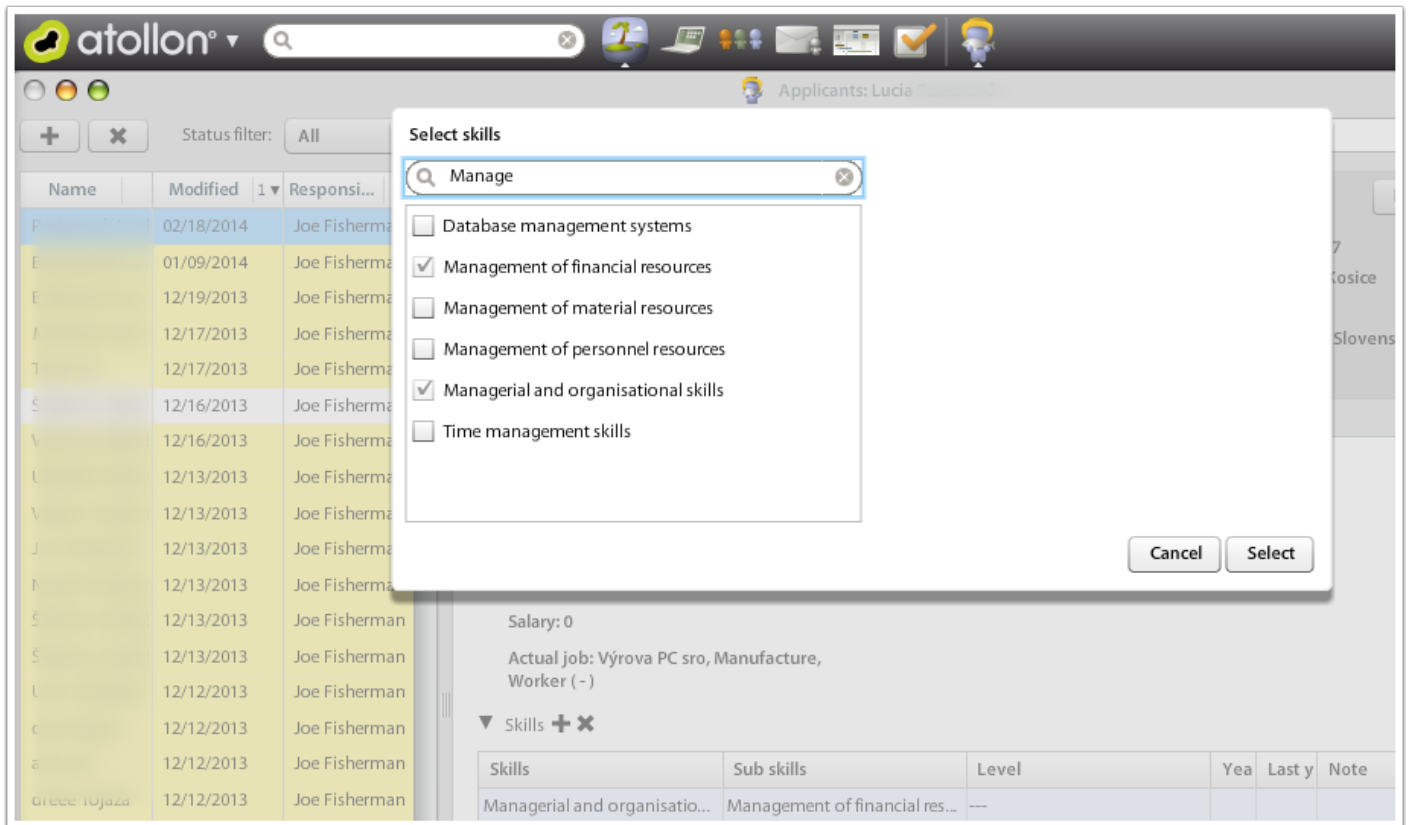 atollon
Applicants: Lucia
Status filter: All
Select skills
Manage
Database management systems
Management of financial resources
Management of material resources
Management of personnel resources
Managerial and organisational skills
Time management skills
Cancel Select
Name Modified 1 Responsi...
02/18/2014 Joe Fisherma
01/09/2014 Joe Fisherma
12/19/2013 Joe Fisherma
12/17/2013 Joe Fisherma
12/17/2013 Joe Fisherma
12/16/2013 Joe Fisherma
12/16/2013 Joe Fisherma
12/13/2013 Joe Fisherma
12/13/2013 Joe Fisherma
12/13/2013 Joe Fisherma
12/13/2013 Joe Fisherma
12/13/2013 Joe Fisherman
12/13/2013 Joe Fisherman
12/12/2013 Joe Fisherman
12/12/2013 Joe Fisherman
12/12/2013 Joe Fisherman
12/12/2013 Joe Fisherman
7
Kosice
Slovens
Salary: 0
Actual job: Výrova PC sro, Manufacture,
Worker ( - )
Skills
Skills Sub skills Level Yea Last y Note
Managerial and organisatio... Management of financial res... ---